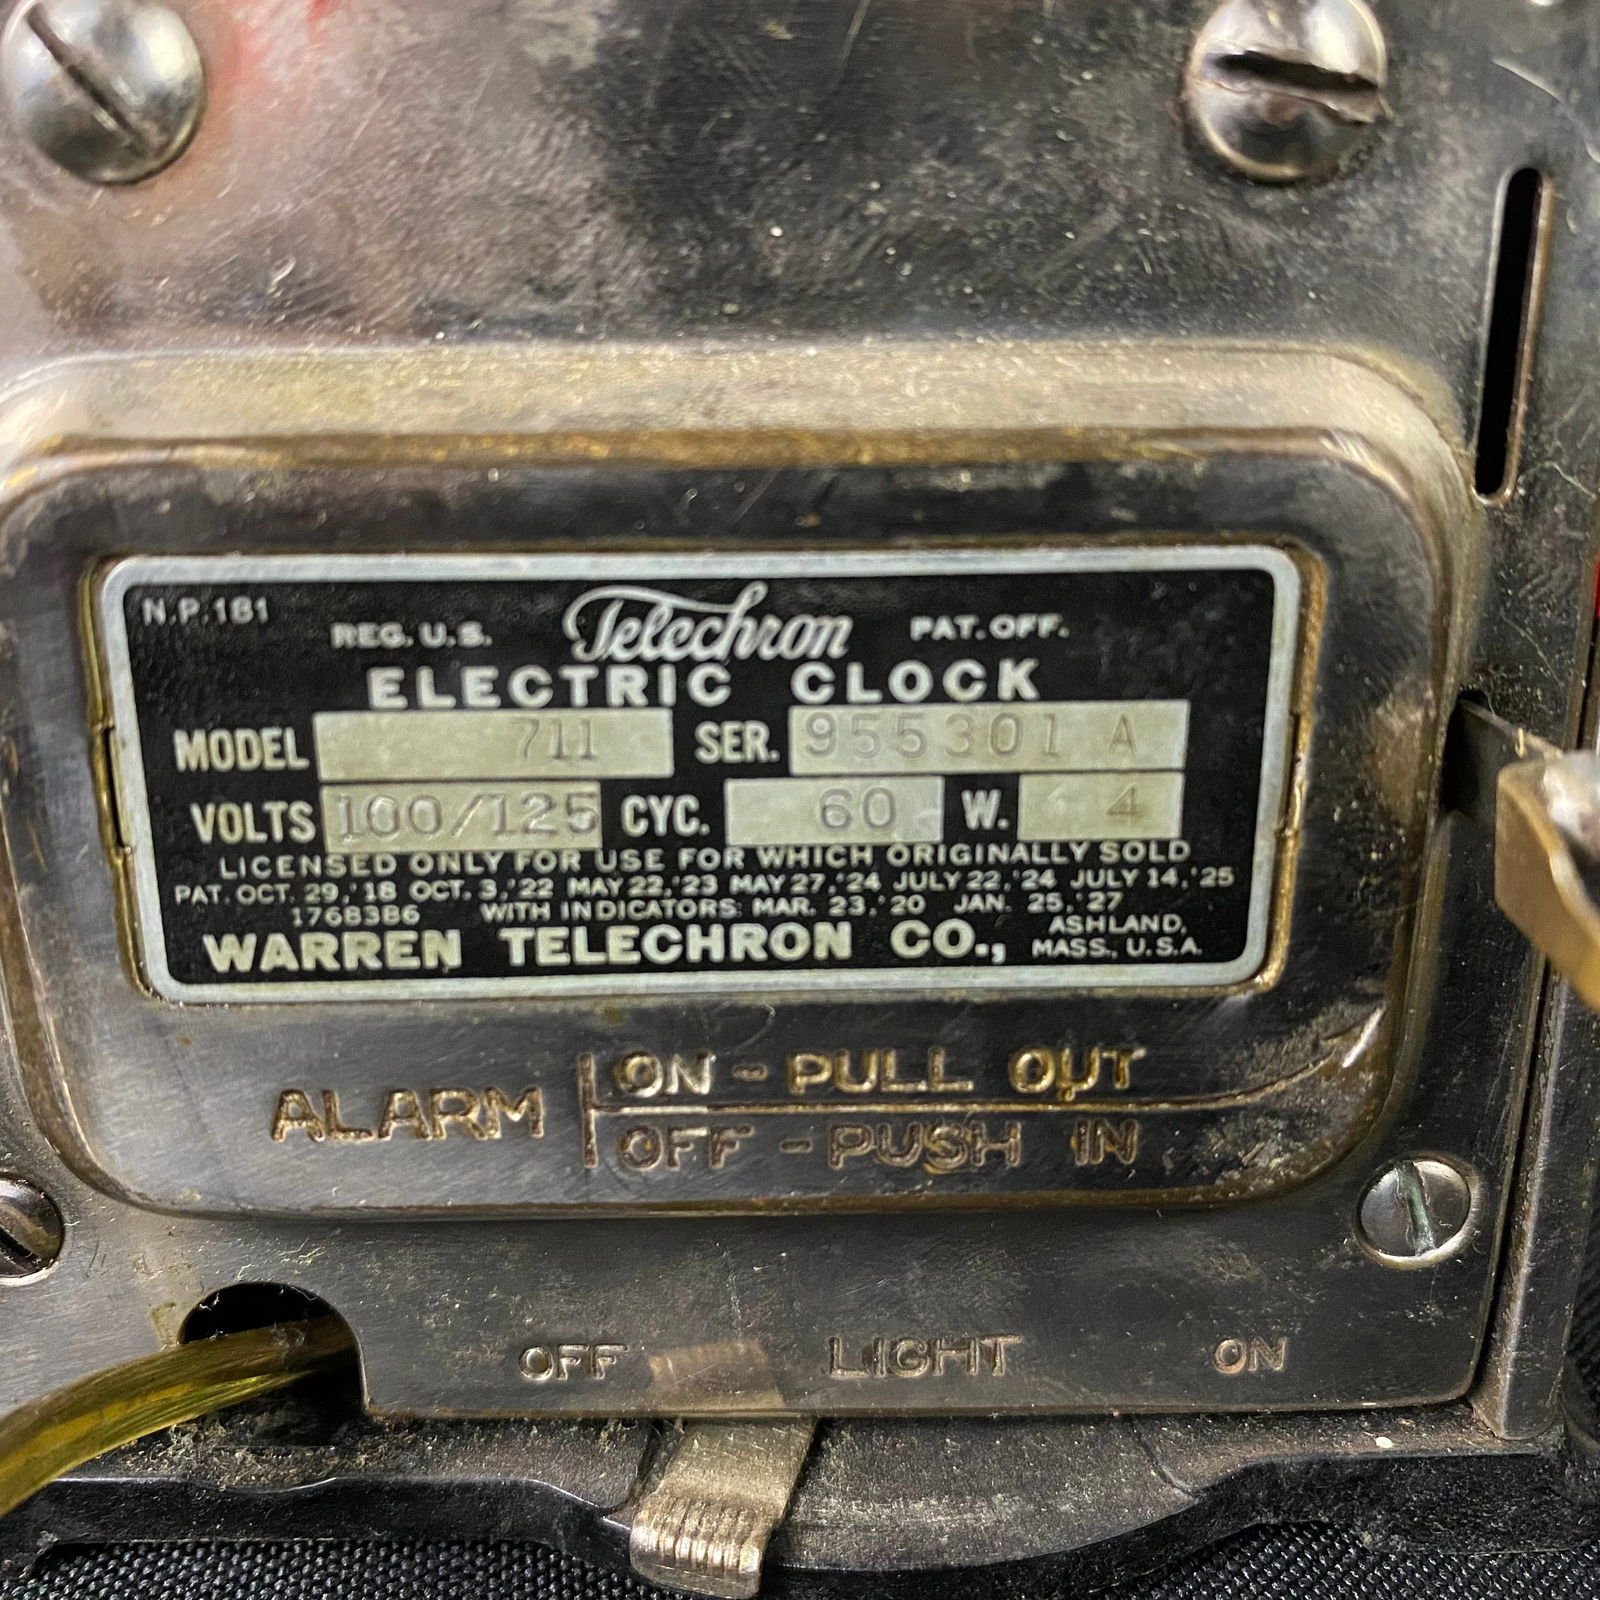 N.P.181
REG. U.S. Telechron PAT. OFF.
ELECTRIC CLOCK
MODEL 711 SER. 955301 A
VOLTS 100/125 CYC. 60 W. 4
LICENSED ONLY FOR USE FOR WHICH ORIGINALLY SOLD
PAT. OCT. 29,'18 OCT. 3,'22 MAY 22,'23 MAY 27,'24 JULY 22,'24 JULY 14,'25
1768386 WITH INDICATORS: MAR. 23,'20 JAN. 25,'27
WARREN TELECHRON CO., ASHLAND, MASS., U.S.A.
ALARM ON - PULL OUT
OFF - PUSH IN
OFF LIGHT ON